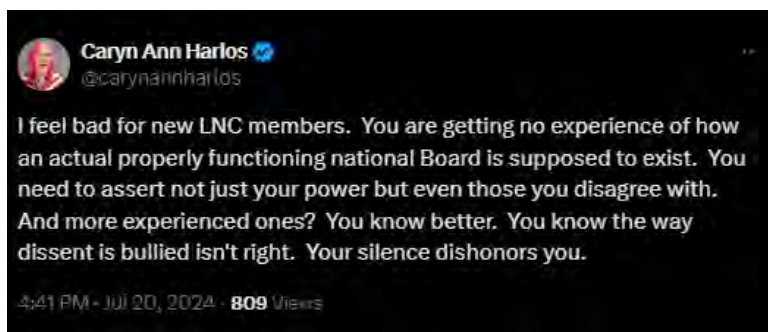 Caryn Ann Harlos
@carynannharlos
I feel bad for new LNC members. You are getting no experience of how
an actual properly functioning national Board is supposed to exist. You
need to assert not just your power but even those you disagree with.
And more experienced ones? You know better. You know the way
dissent is bullied isn't right. Your silence dishonors you.
4:41 PM · Jul 20, 2024 · 809 Views